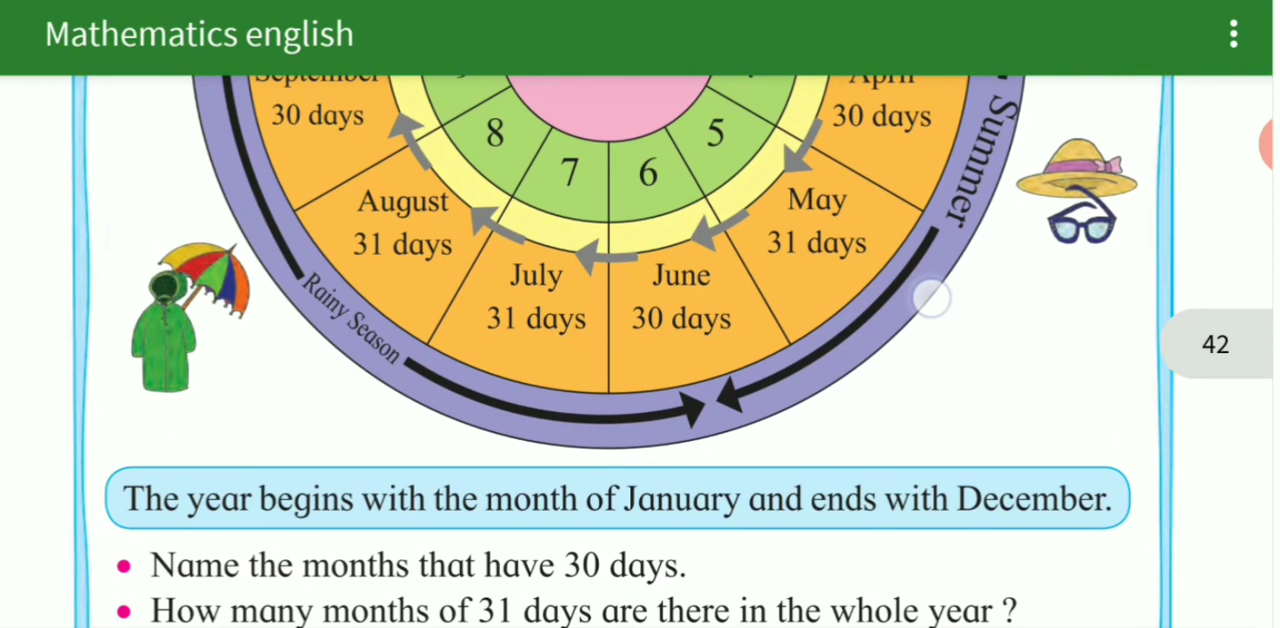 Mathematics english
September
April
30 days
8
5
30 days
Summer
7
6
August
May
31 days
31 days
July
June
Rainy Season
31 days
30 days
42
The year begins with the month of January and ends with December.
• Name the months that have 30 days.
• How many months of 31 days are there in the whole year ?